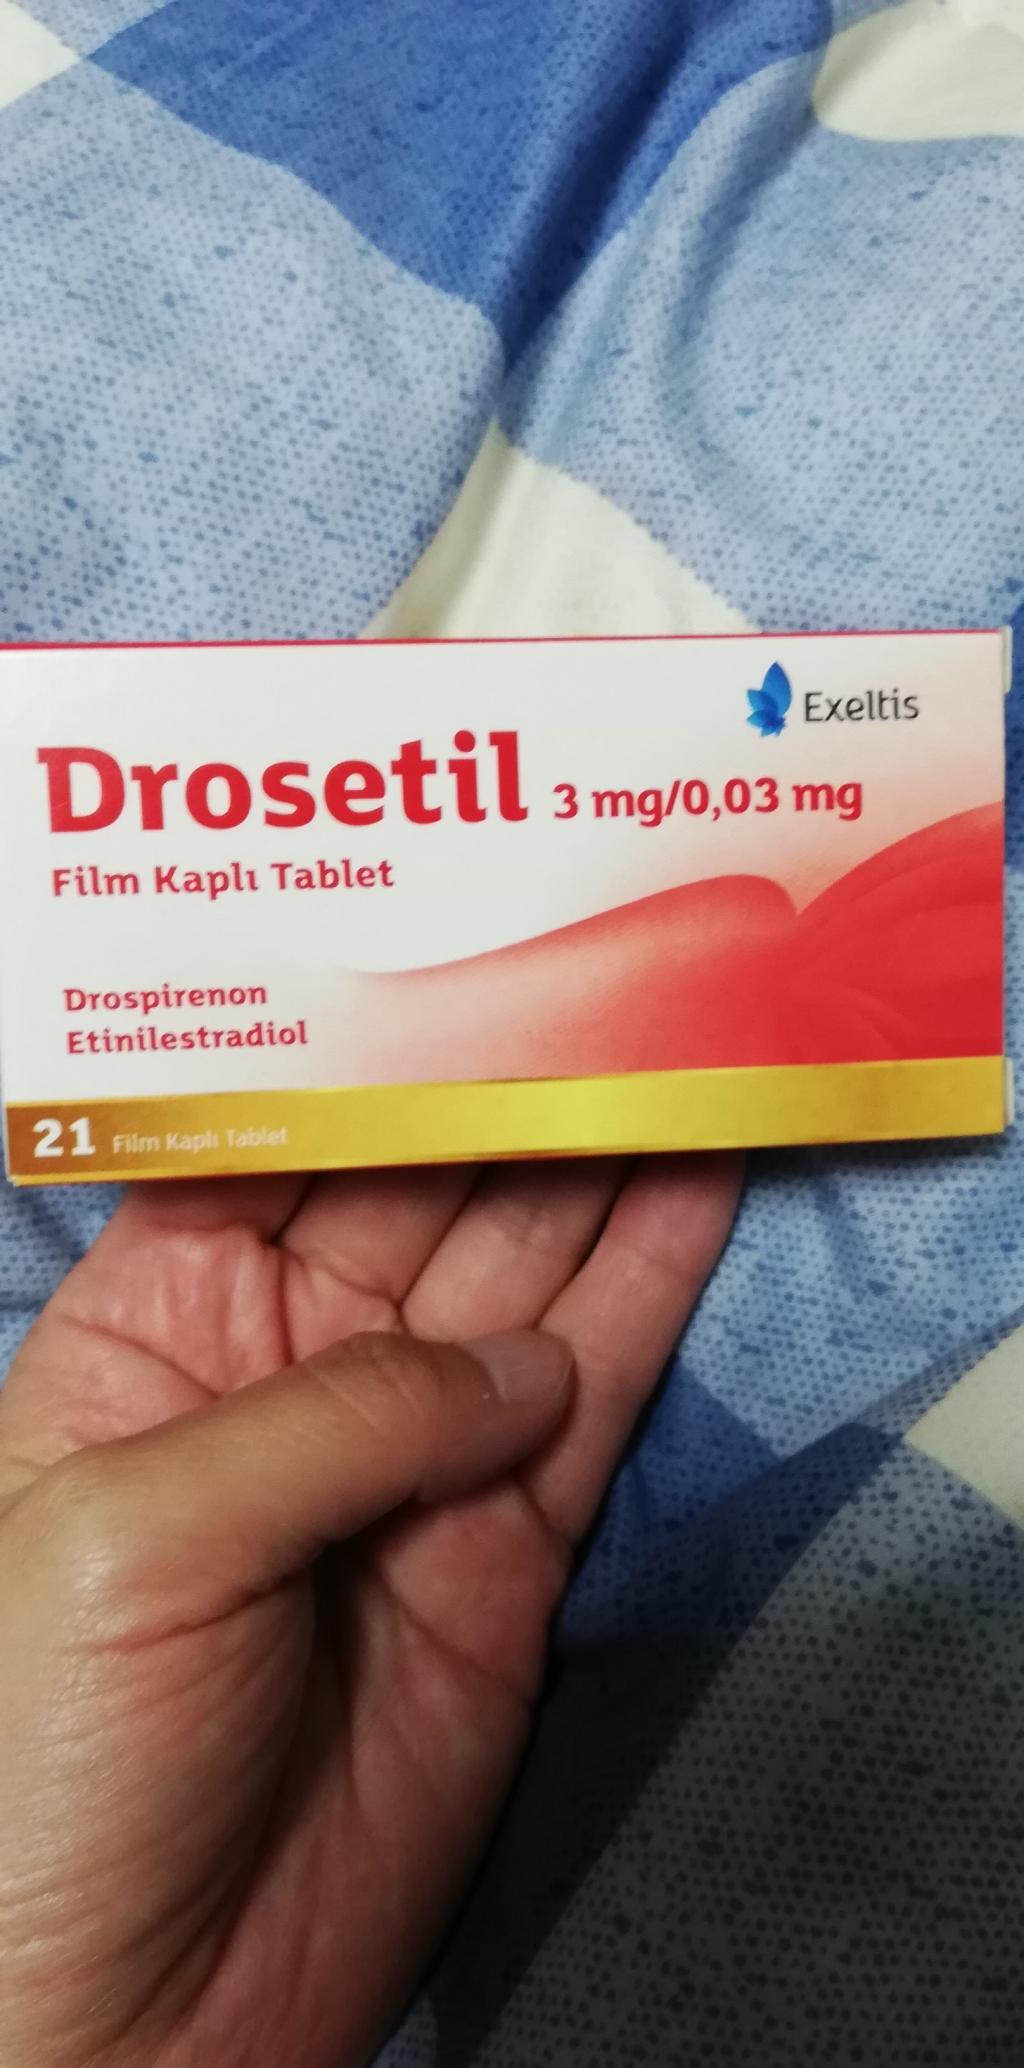 Exeltis
Drosetil 3 mg/0,03 mg
Film Kaplı Tablet
Drospirenon
Etinilestradiol
21 Film Kaplı Tablet